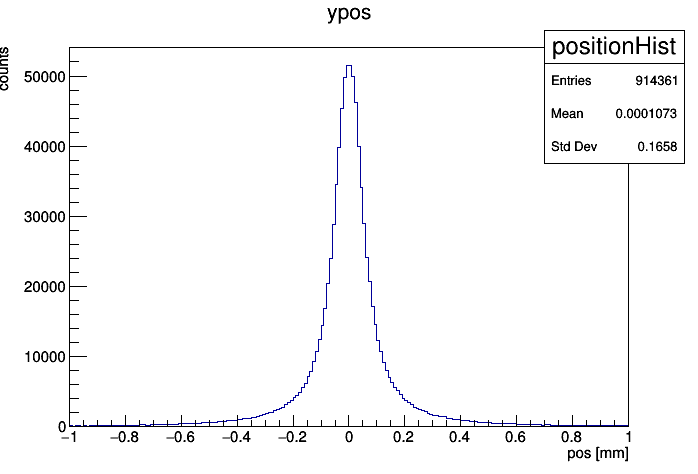 ypos
positionHist
Entries 914361
Mean 0.0001073
Std Dev 0.1658
counts
50000
40000
30000
20000
10000
0
−1 −0.8 −0.6 −0.4 −0.2 0 0.2 0.4 0.6 0.8 1
pos [mm]